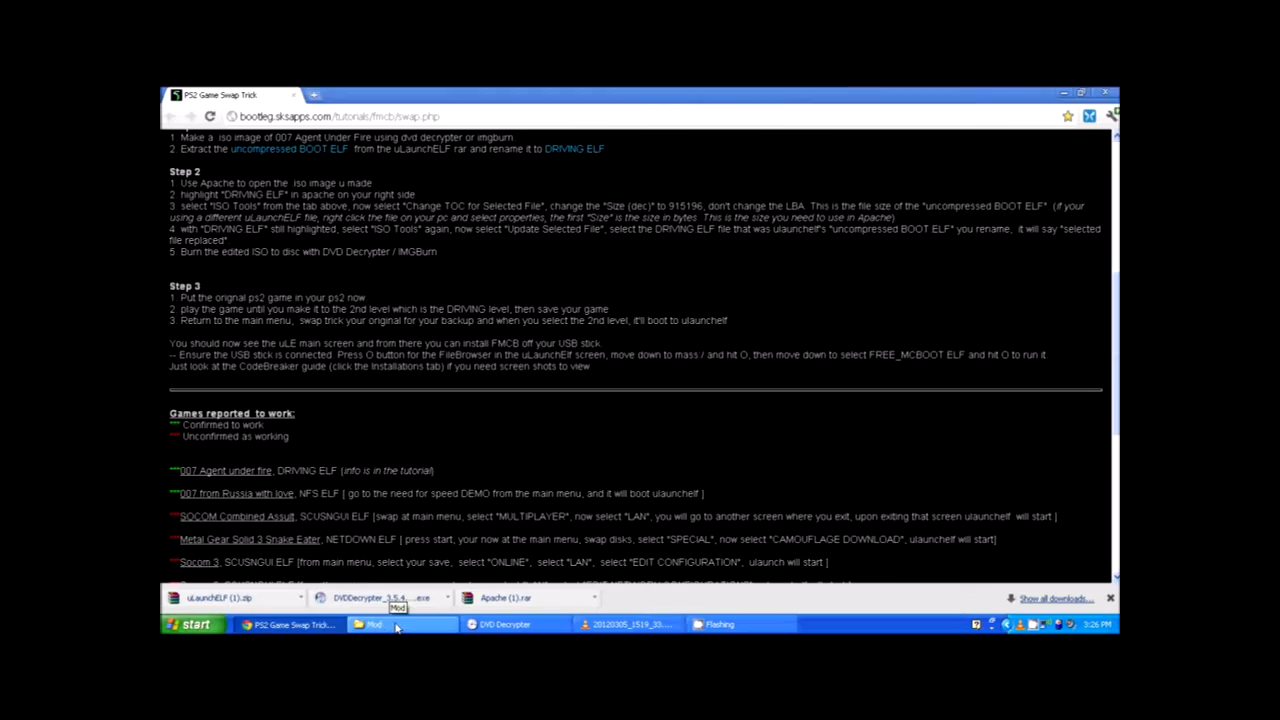 PS2 Game Swap Trick
bootleg.sksapps.com/tutorials/fmcb/swap.php
1 Make a iso image of 007 Agent Under Fire using dvd decrypter or imgburn.
2. Extract the uncompressed BOOT ELF from the uLaunchELF rar and rename it to DRIVING ELF
Step 2
1 Use Apache to open the iso image u made
2 highlight "DRIVING ELF" in apache on your right side
3 select "ISO Tools" from the tab above, now select "Change TOC for Selected File", change the "Size (dec)" to 915196, don't change the LBA. This is the file size of the "uncompressed BOOT ELF" (if your
using a different uLaunchELF file, right click the file on your pc and select properties, the first "Size" is the size in bytes This is the size you need to use in Apache)
4 with "DRIVING ELF" still highlighted, select "ISO Tools" again, now select "Update Selected File", select the DRIVING ELF file that was ulaunchelf's "uncompressed BOOT ELF" you rename, it will say "selected
file replaced"
5 Burn the edited ISO to disc with DVD Decrypter / IMGBurn
Step 3
1 Put the orignal ps2 game in your ps2 now
2 play the game until you make it to the 2nd level which is the DRIVING level, then save your game
3. Return to the main menu, swap trick your original for your backup and when you select the 2nd level, it'll boot to ulaunchelf
You should now see the uLE main screen and from there you can install FMCB off your USB stick.
-- Ensure the USB stick is connected Press O button for the FileBrowser in the uLaunchElf screen, move down to mass / and hit O, then move down to select FREE_MCBOOT ELF and hit O to run it.
Just look at the CodeBreaker guide (click the Installations tab) if you need screen shots to view
Games reported to work:
*** Confirmed to work
*** Unconfirmed as working
***007 Agent under fire, DRIVING ELF (info is in the tutorial)
***007 from Russia with love, NFS ELF [ go to the need for speed DEMO from the main menu, and it will boot ulaunchelf ]
***SOCOM Combined Assult, SCUSNGUI ELF [swap at main menu, select "MULTIPLAYER", now select "LAN", you will go to another screen where you exit, upon exiting that screen ulaunchelf will start ]
***Metal Gear Solid 3 Snake Eater, NETDOWN ELF [ press start, your now at the main menu, swap disks, select "SPECIAL", now select "CAMOUFLAGE DOWNLOAD", ulaunchelf will start]
***Socom 3, SCUSNGUI ELF [from main menu, select your save, select "ONLINE", select "LAN", select "EDIT CONFIGURATION", ulaunch will start ]
uLaunchELF (1).zip
DVDDecrypter_3.5.4....exe
Apache (1).rar
Show all downloads...
Mod
start
PS2 Game Swap Trick...
Mod
DVD Decrypter
20120305_1519_33....
Flashing
3:26 PM